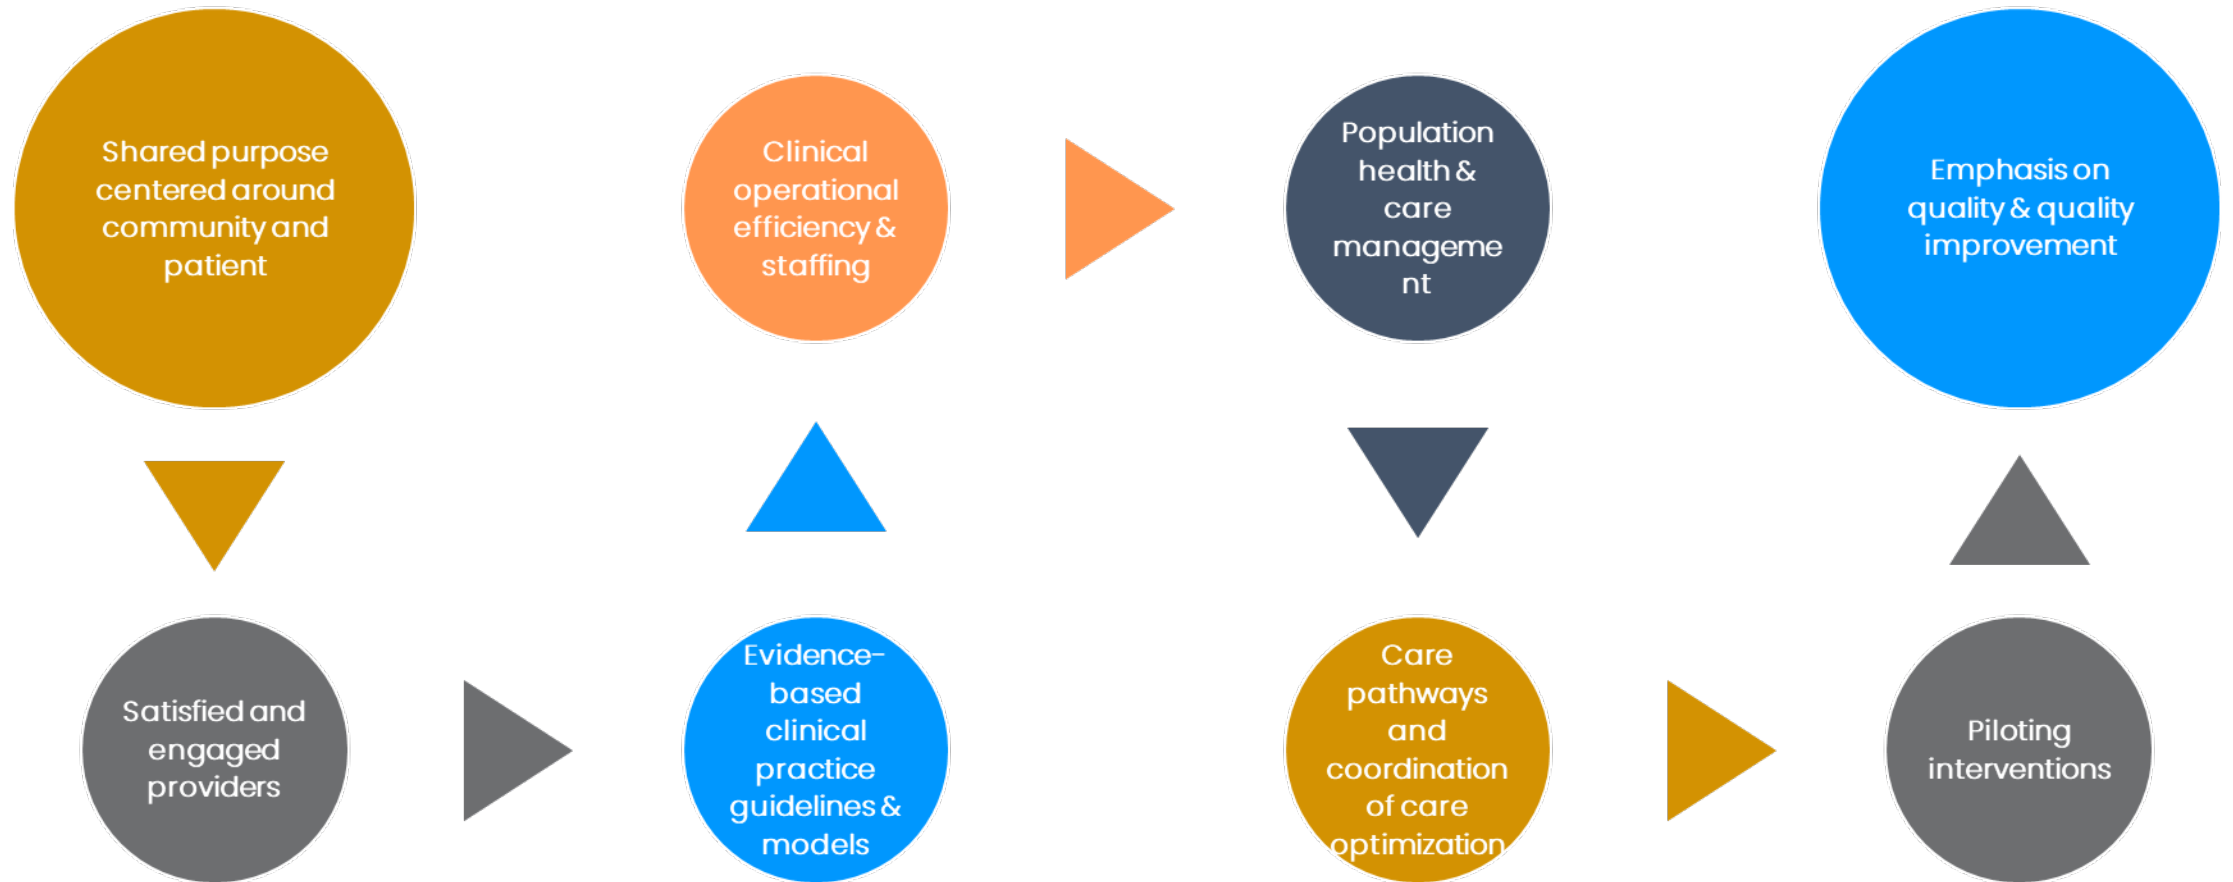 Shared purpose
centered around
community and
patient
Satisfied and
engaged
providers
Evidence-
based
clinical
practice
guidelines &
models
Clinical
operational
efficiency &
staffing
Population
health &
care
manageme
nt
Care
pathways
and
coordination
of care
optimization
Piloting
interventions
Emphasis on
quality & quality
improvement